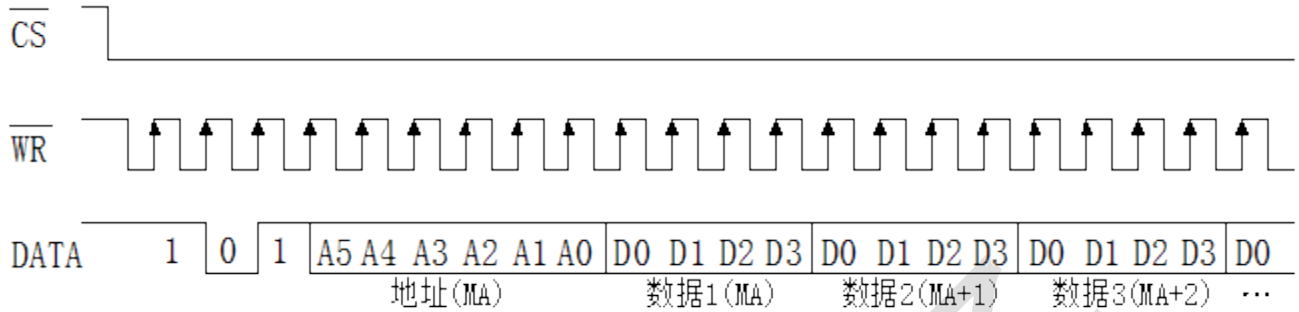 CS
WR
DATA 1 0 1 A5 A4 A3 A2 A1 A0 D0 D1 D2 D3 D0 D1 D2 D3 D0 D1 D2 D3 D0
地址(MA) 数据1(MA) 数据2(MA+1) 数据3(MA+2) …